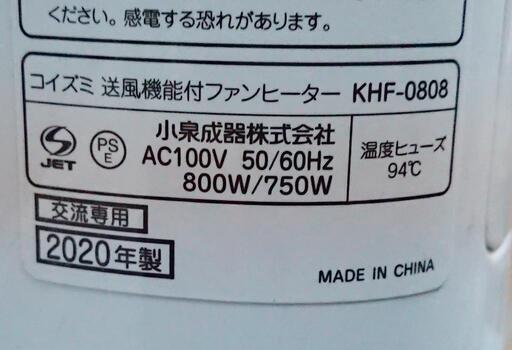 ください。感電する恐れがあります。
コイズミ 送風機能付ファンヒーター KHF-0808
JET
PS
E
小泉成器株式会社
AC100V 50/60Hz
800W/750W
温度ヒューズ
94℃
交流専用
2020年製
MADE IN CHINA